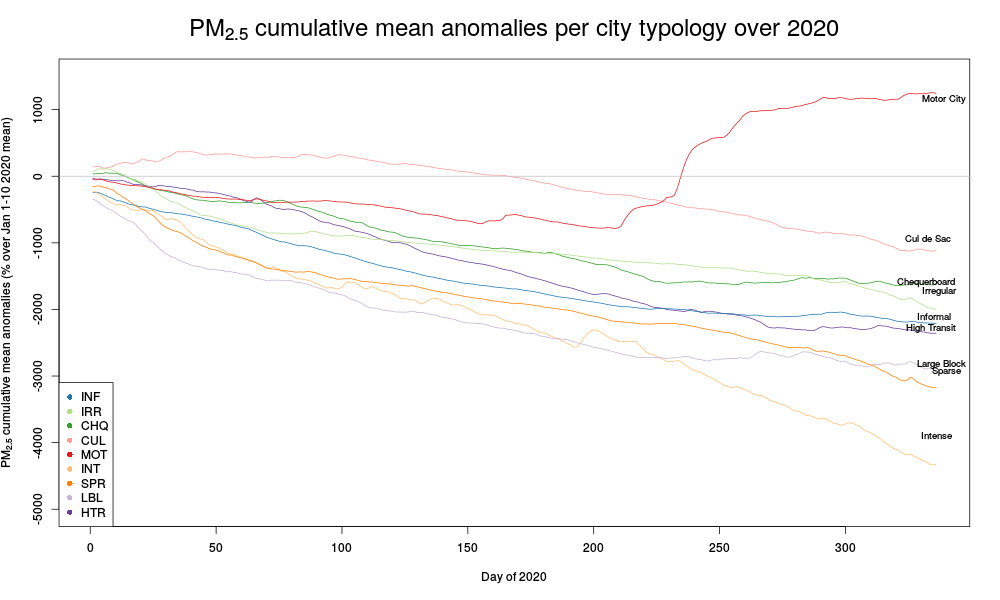 PM2.5 cumulative mean anomalies per city typology over 2020
PM2.5 cumulative mean anomalies (% over Jan 1-10 2020 mean)
1000
0
-1000
-2000
-3000
-4000
-5000
Motor City
Cul de Sac
Chequerboard
Irregular
Informal
High Transit
Large Block
Sparse
Intense
INF
IRR
CHQ
CUL
MOT
INT
SPR
LBL
HTR
0 50 100 150 200 250 300
Day of 2020